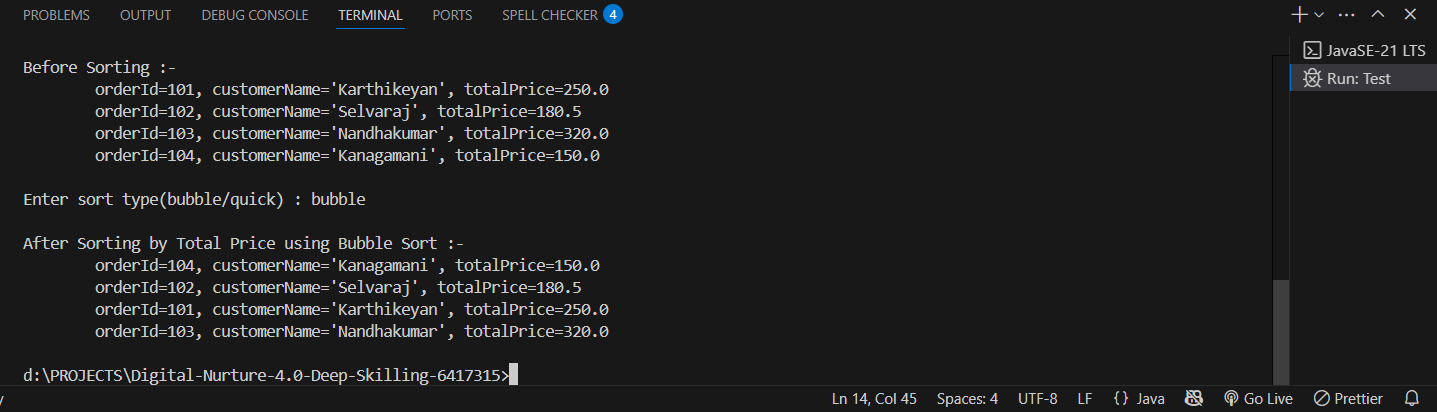 PROBLEMS OUTPUT DEBUG CONSOLE TERMINAL PORTS SPELL CHECKER 4
JavaSE-21 LTS
Run: Test
Before Sorting :-
orderId=101, customerName='Karthikeyan', totalPrice=250.0
orderId=102, customerName='Selvaraj', totalPrice=180.5
orderId=103, customerName='Nandhakumar', totalPrice=320.0
orderId=104, customerName='Kanagamani', totalPrice=150.0
Enter sort type(bubble/quick) : bubble
After Sorting by Total Price using Bubble Sort :-
orderId=104, customerName='Kanagamani', totalPrice=150.0
orderId=102, customerName='Selvaraj', totalPrice=180.5
orderId=101, customerName='Karthikeyan', totalPrice=250.0
orderId=103, customerName='Nandhakumar', totalPrice=320.0
d:\PROJECTS\Digital-Nurture-4.0-Deep-Skilling-6417315>
Ln 14, Col 45 Spaces: 4 UTF-8 LF {} Java Go Live Prettier